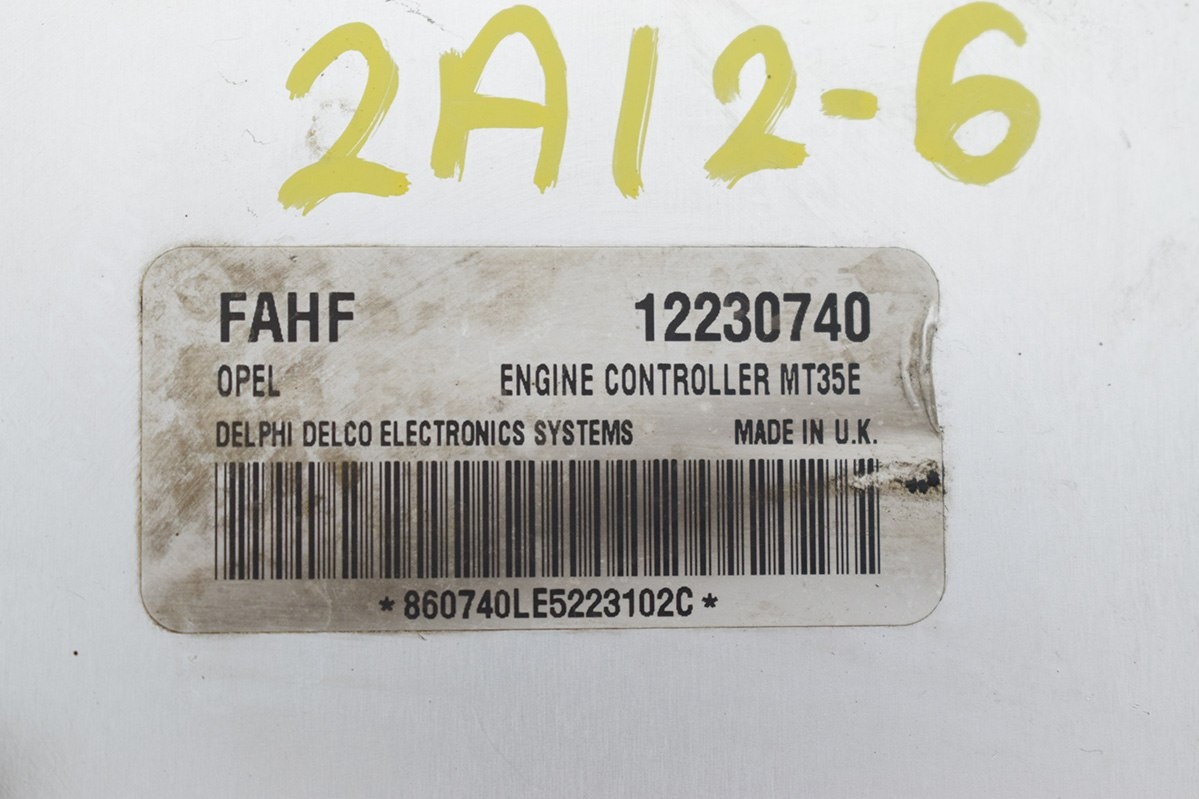 2A12-6
FAHF 12230740
OPEL ENGINE CONTROLLER MT35E
DELPHI DELCO ELECTRONICS SYSTEMS MADE IN U.K.
*860740LE5223102C*